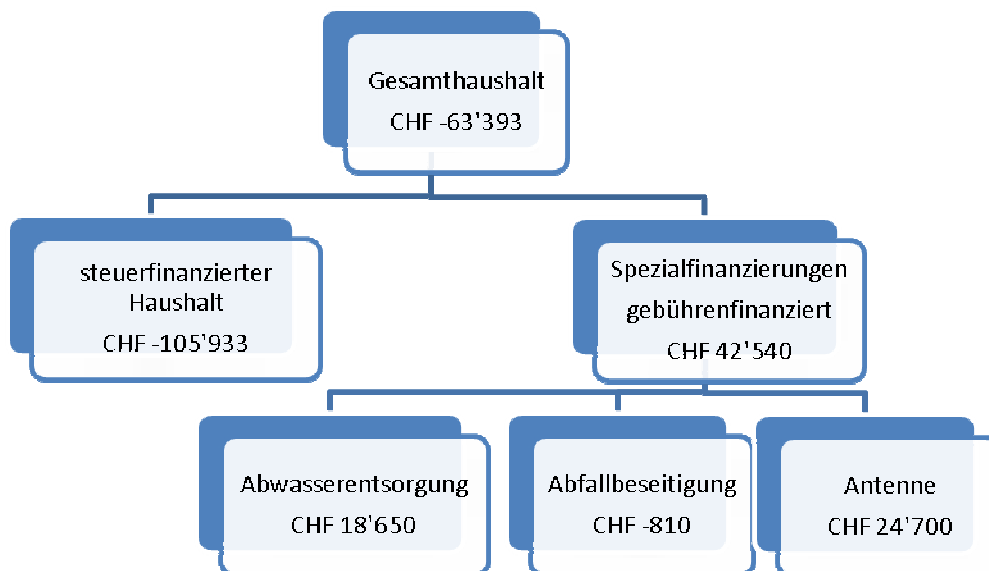 Gesamthaushalt
CHF -63'393
steuerfinanzierter
Haushalt
CHF -105'933
Spezialfinanzierungen
gebührenfinanziert
CHF 42'540
Abwasserentsorgung
CHF 18'650
Abfallbeseitigung
CHF -810
Antenne
CHF 24'700